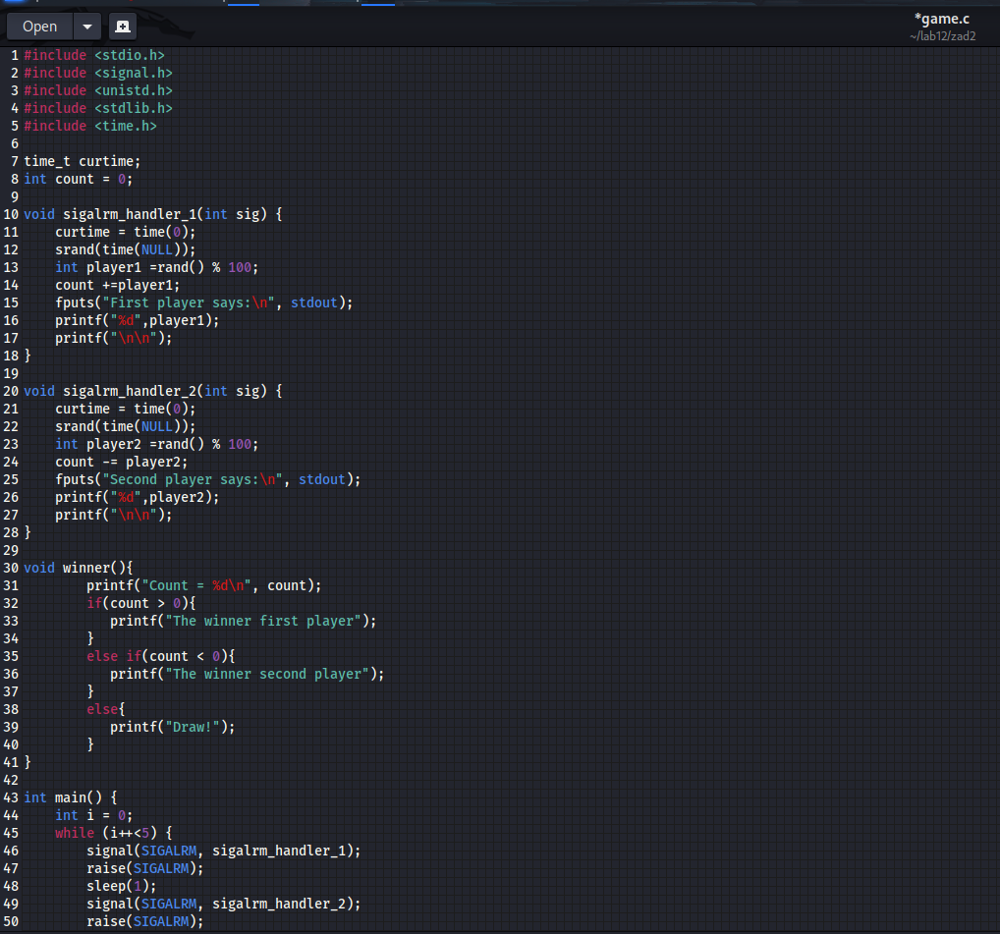 Open
*game.c
~/lab12/zad2
1 #include <stdio.h>
2 #include <signal.h>
3 #include <unistd.h>
4 #include <stdlib.h>
5 #include <time.h>
6
7 time_t curtime;
8 int count = 0;
9
10 void sigalrm_handler_1(int sig) {
11     curtime = time(0);
12     srand(time(NULL));
13     int player1 =rand() % 100;
14     count +=player1;
15     fputs("First player says:\n", stdout);
16     printf("%d",player1);
17     printf("\n\n");
18 }
19
20 void sigalrm_handler_2(int sig) {
21     curtime = time(0);
22     srand(time(NULL));
23     int player2 =rand() % 100;
24     count -= player2;
25     fputs("Second player says:\n", stdout);
26     printf("%d",player2);
27     printf("\n\n");
28 }
29
30 void winner(){
31         printf("Count = %d\n", count);
32         if(count > 0){
33            printf("The winner first player");
34         }
35         else if(count < 0){
36            printf("The winner second player");
37         }
38         else{
39            printf("Draw!");
40         }
41 }
42
43 int main() {
44     int i = 0;
45     while (i++<5) {
46         signal(SIGALRM, sigalrm_handler_1);
47         raise(SIGALRM);
48         sleep(1);
49         signal(SIGALRM, sigalrm_handler_2);
50         raise(SIGALRM);